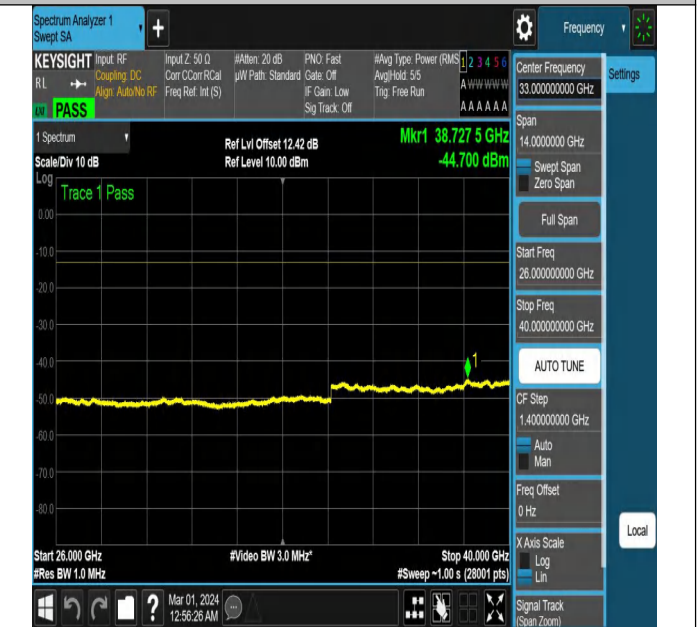 Spectrum Analyzer 1
Swept SA
+
Frequency
KEYSIGHT
RL
PASS
Input: RF
Coupling: DC
Align: Auto/No RF
Input Z: 50 Ω
Corr CCorr RCal
Freq Ref: Int (S)
#Atten: 20 dB
µW Path: Standard
PNO: Fast
Gate: Off
IF Gain: Low
Sig Track: Off
#Avg Type: Power (RMS
Avg|Hold: 5/5
Trig: Free Run
1 2 3 4 5 6
A W W W W W
A A A A A A
1 Spectrum
Scale/Div 10 dB
Ref Lvl Offset 12.42 dB
Ref Level 10.00 dBm
Mkr1 38.727 5 GHz
-44.700 dBm
Log
Trace 1 Pass
0.00
-10.0
-20.0
-30.0
-40.0
-50.0
-60.0
-70.0
-80.0
1
Start 26.000 GHz
#Res BW 1.0 MHz
#Video BW 3.0 MHz*
Stop 40.000 GHz
#Sweep ~1.00 s (28001 pts)
?
Mar 01, 2024
12:56:26 AM
Center Frequency
33.000000000 GHz
Settings
Span
14.0000000 GHz
Swept Span
Zero Span
Full Span
Start Freq
26.000000000 GHz
Stop Freq
40.000000000 GHz
AUTO TUNE
CF Step
1.400000000 GHz
Auto
Man
Freq Offset
0 Hz
X Axis Scale
Log
Lin
Local
Signal Track
(Span Zoom)